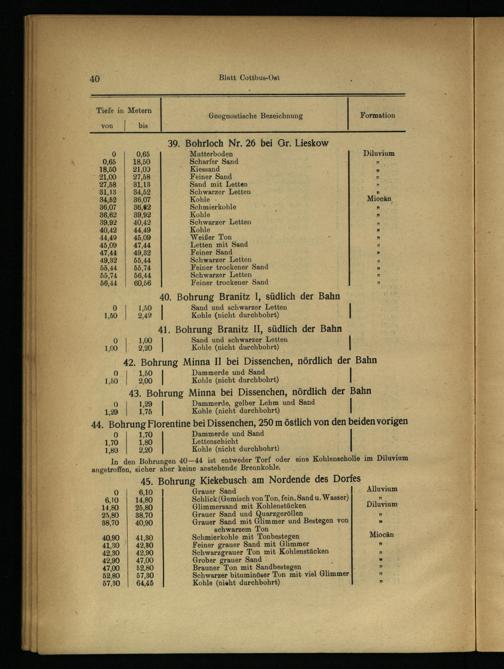 40 Blatt Cottbus-Ost
Tiefe in Metern Geognostische Bezeichnung Formation
von bis
39. Bohrloch Nr. 26 bei Gr. Lieskow
0 0,65 Mutterboden Diluvium
0,65 18,50 Scharfer Sand "
18,50 21,00 Kiessand "
21,00 27,58 Feiner Sand "
27,58 31,13 Sand mit Letten "
31,13 34,52 Schwarzer Letten "
34,52 36,07 Kohle Miocän
36,07 36,62 Schmierkohle "
36,62 39,92 Kohle "
39,92 40,42 Schwarzer Letten "
40,42 44,49 Kohle "
44,49 45,09 Weißer Ton "
45,09 47,44 Letten mit Sand "
47,44 49,32 Feiner Sand "
49,32 55,44 Schwarzer Letten "
55,44 55,74 Feiner trockener Sand "
55,74 56,44 Schwarzer Letten "
56,44 60,56 Feiner trockener Sand "
40. Bohrung Branitz I, südlich der Bahn
0 1,50 Sand und schwarzer Letten
1,50 2,42 Kohle (nicht durchbohrt)
41. Bohrung Branitz II, südlich der Bahn
0 1,00 Sand und schwarzer Letten
1,00 2,20 Kohle (nicht durchbohrt)
42. Bohrung Minna II bei Dissenchen, nördlich der Bahn
0 1,50 Dammerde und Sand
1,50 2,00 Kohle (nicht durchbohrt)
43. Bohrung Minna bei Dissenchen, nördlich der Bahn
0 1,29 Dammerde, gelber Lehm und Sand
1,29 1,75 Kohle (nicht durchbohrt)
44. Bohrung Florentine bei Dissenchen, 250 m östlich von den beiden vorigen
0 1,70 Dammerde und Sand
1,70 1,80 Lettenschicht
1,80 2,20 Kohle (nicht durchbohrt)
In den Bohrungen 40—44 ist entweder Torf oder eine Kohlenscholle im Diluvium
angetroffen, sicher aber keine anstehende Brennkohle.
45. Bohrung Kiekebusch am Nordende des Dorfes
0 6,10 Grauer Sand Alluvium
6,10 14,80 Schlick (Gemisch von Ton, fein. Sand u. Wasser) "
14,80 25,80 Glimmersand mit Kohlenstücken Diluvium
25,80 38,70 Grauer Sand und Quarzgeröllen "
38,70 40,90 Grauer Sand mit Glimmer und Bestegen von "
schwarzem Ton
40,90 41,30 Schmierkohle mit Tonbestegen Miocän
41,30 42,30 Feiner grauer Sand mit Glimmer "
42,30 42,90 Schwarzgrauer Ton mit Kohlenstücken "
42,90 47,00 Grober grauer Sand "
47,00 52,80 Brauner Ton mit Sandbestegen "
52,80 57,30 Schwarzer bituminöser Ton mit viel Glimmer "
57,30 64,45 Kohle (nicht durchbohrt) "